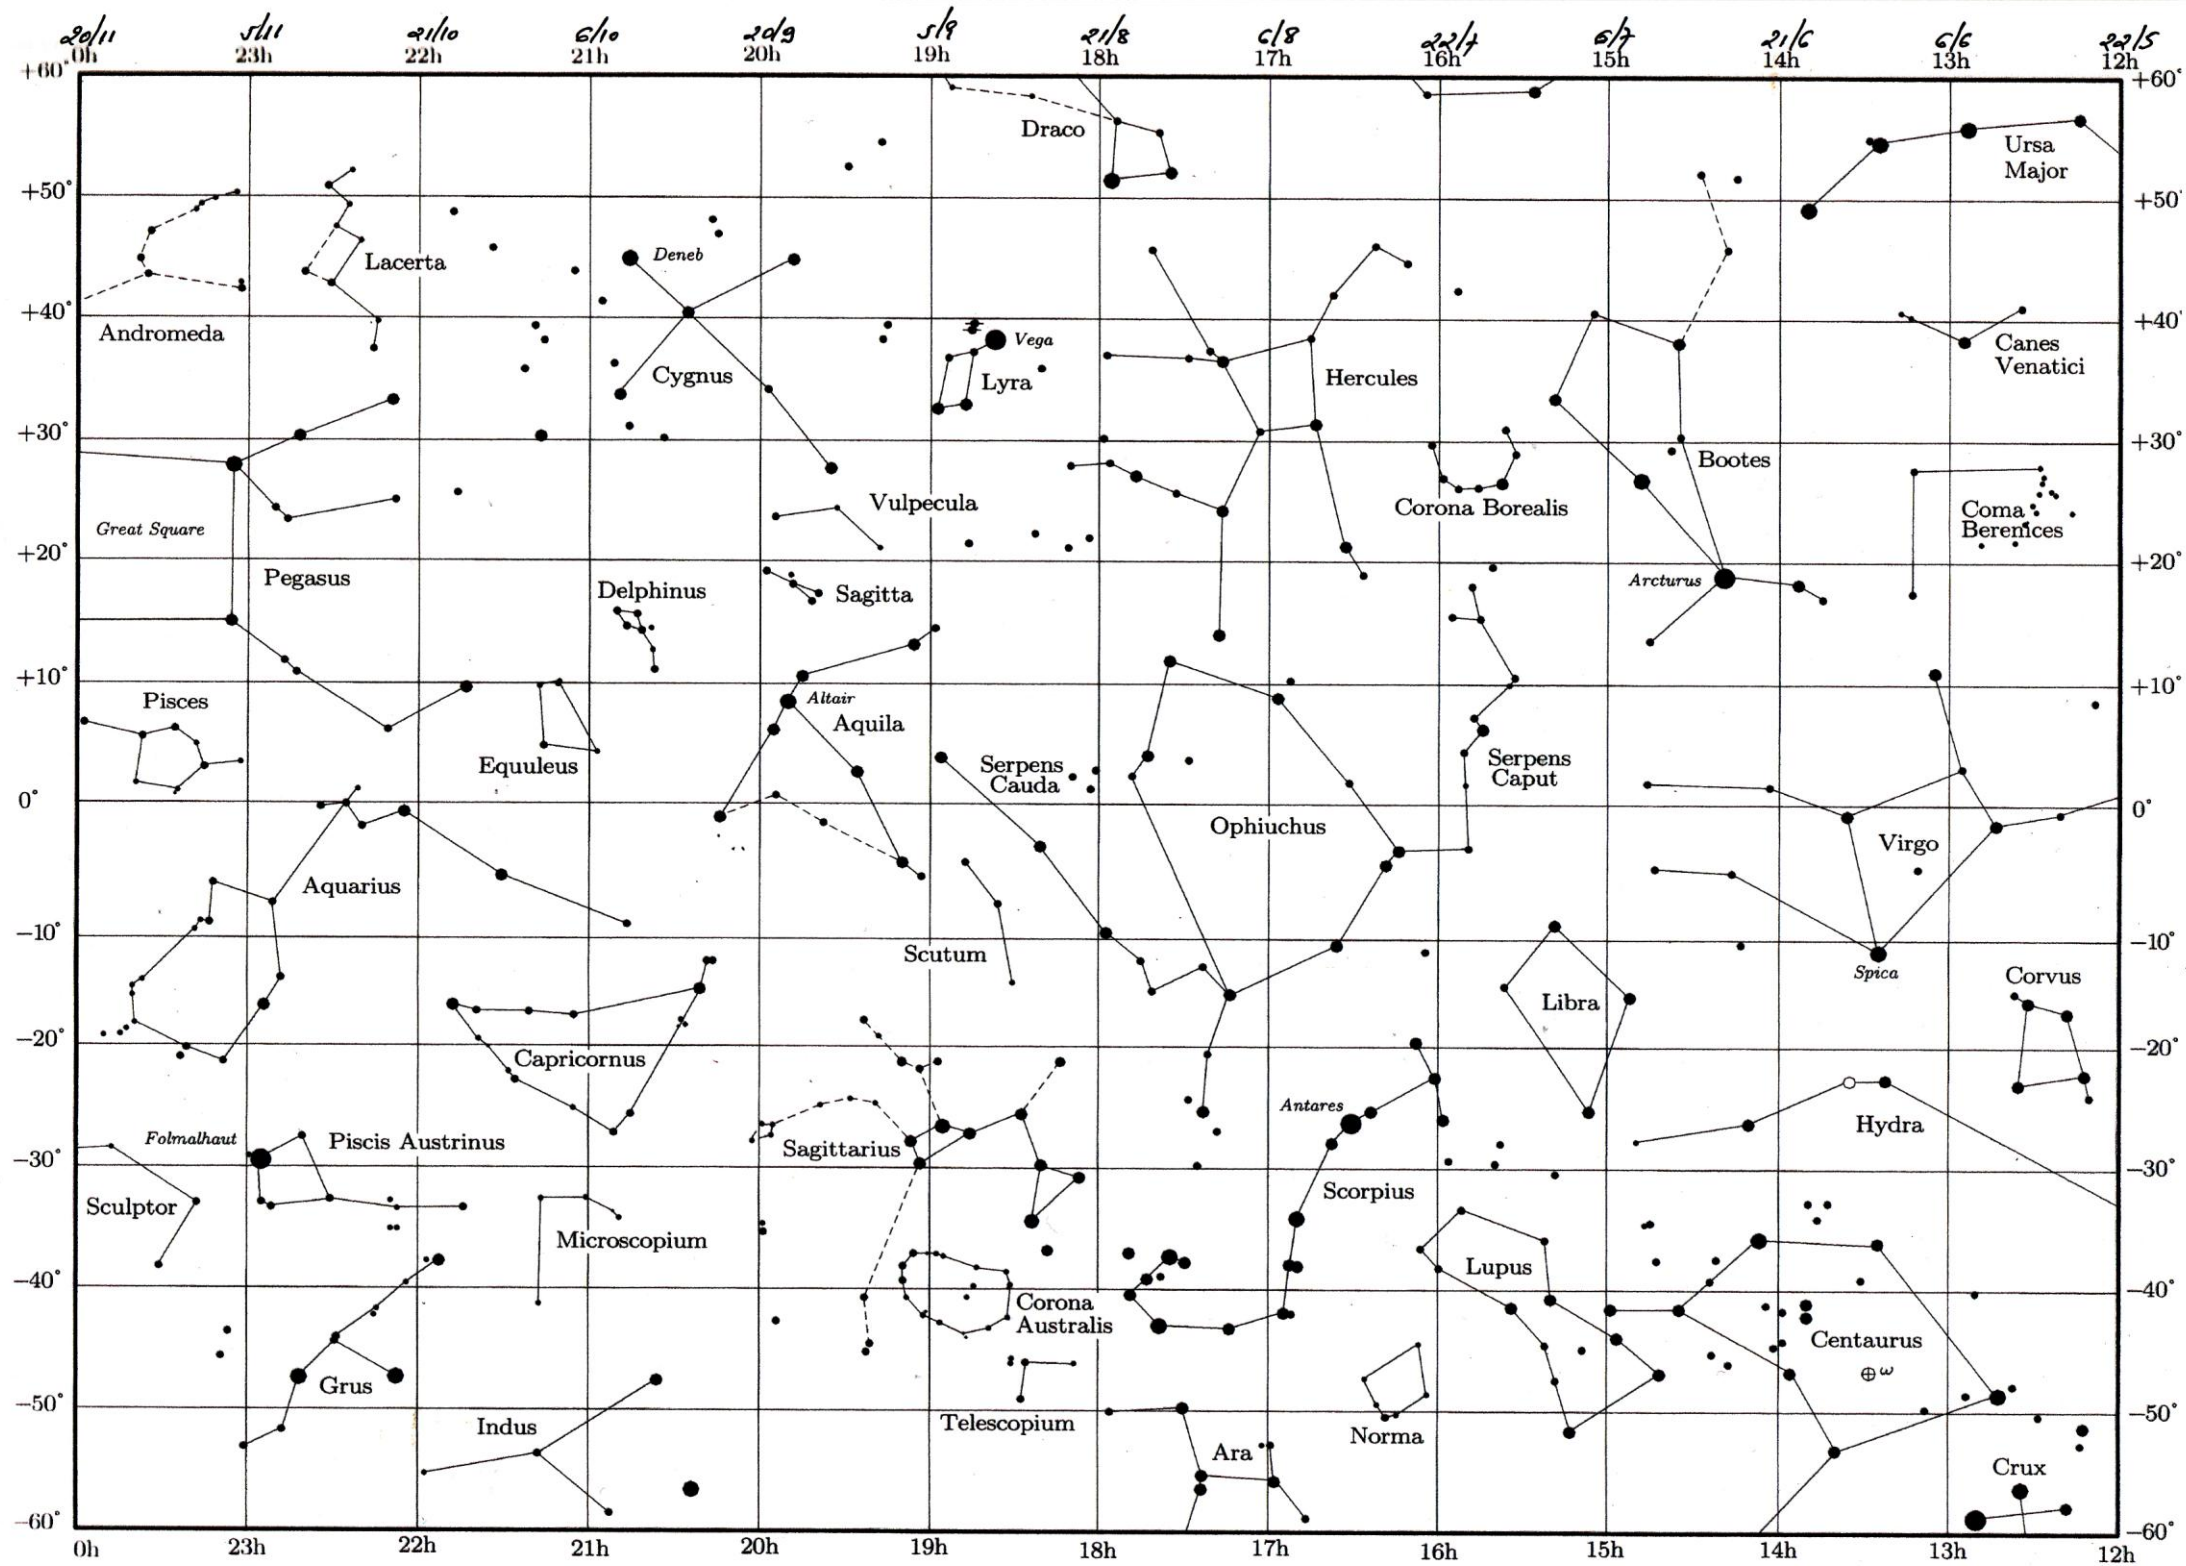 20/11 5/11 21/10 6/10 20/9 5/9 21/8 6/8 22/7 6/7 21/6 6/6 22/5
0h 23h 22h 21h 20h 19h 18h 17h 16h 15h 14h 13h 12h
+60° +60°
Draco
Ursa
Major
+50° +50°
Lacerta
Deneb
+40° +40°
Andromeda
Vega
Canes
Venatici
Cygnus
Lyra
Hercules
+30° +30°
Bootes
Vulpecula
Corona Borealis
Coma
Berenices
Great Square
+20° +20°
Pegasus
Arcturus
Delphinus
Sagitta
+10° +10°
Pisces
Altair
Aquila
Equuleus
Serpens
Cauda
Serpens
Caput
0° 0°
Ophiuchus
Virgo
Aquarius
−10° −10°
Scutum
Spica
Corvus
Libra
−20° −20°
Capricornus
Antares
Hydra
Folmalhaut
Piscis Austrinus
Sagittarius
−30° −30°
Scorpius
Sculptor
Microscopium
Lupus
−40° −40°
Corona
Australis
Centaurus
ω
Grus
−50° −50°
Indus
Telescopium
Norma
Ara
Crux
−60° −60°
0h 23h 22h 21h 20h 19h 18h 17h 16h 15h 14h 13h 12h